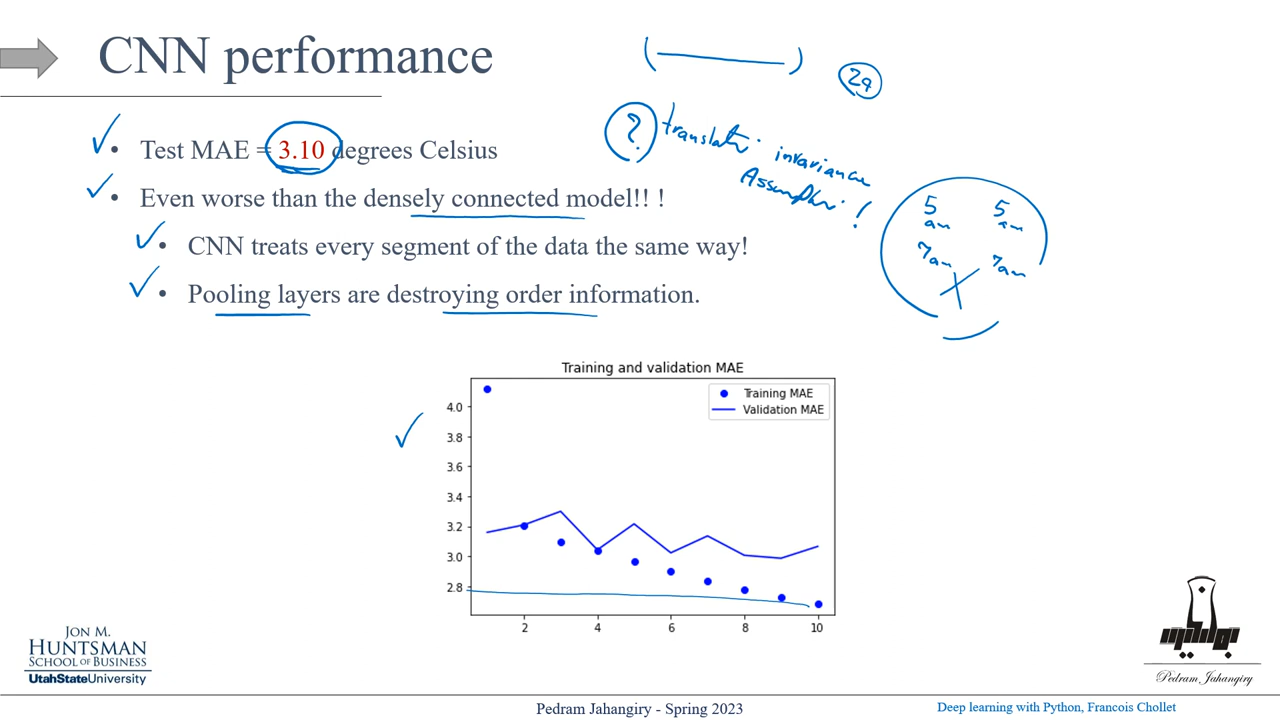 CNN performance
24
?
translation invariance
Assumption !
• Test MAE = 3.10 degrees Celsius
• Even worse than the densely connected model!! !
• CNN treats every segment of the data the same way!
• Pooling layers are destroying order information.
5 am 5 am
7am 7am
Training and validation MAE
Training MAE
Validation MAE
4.0
3.8
3.6
3.4
3.2
3.0
2.8
2 4 6 8 10
JON M.
HUNTSMAN
SCHOOL OF BUSINESS
UtahStateUniversity
Pedram Jahangiry
Pedram Jahangiry - Spring 2023
Deep learning with Python, Francois Chollet